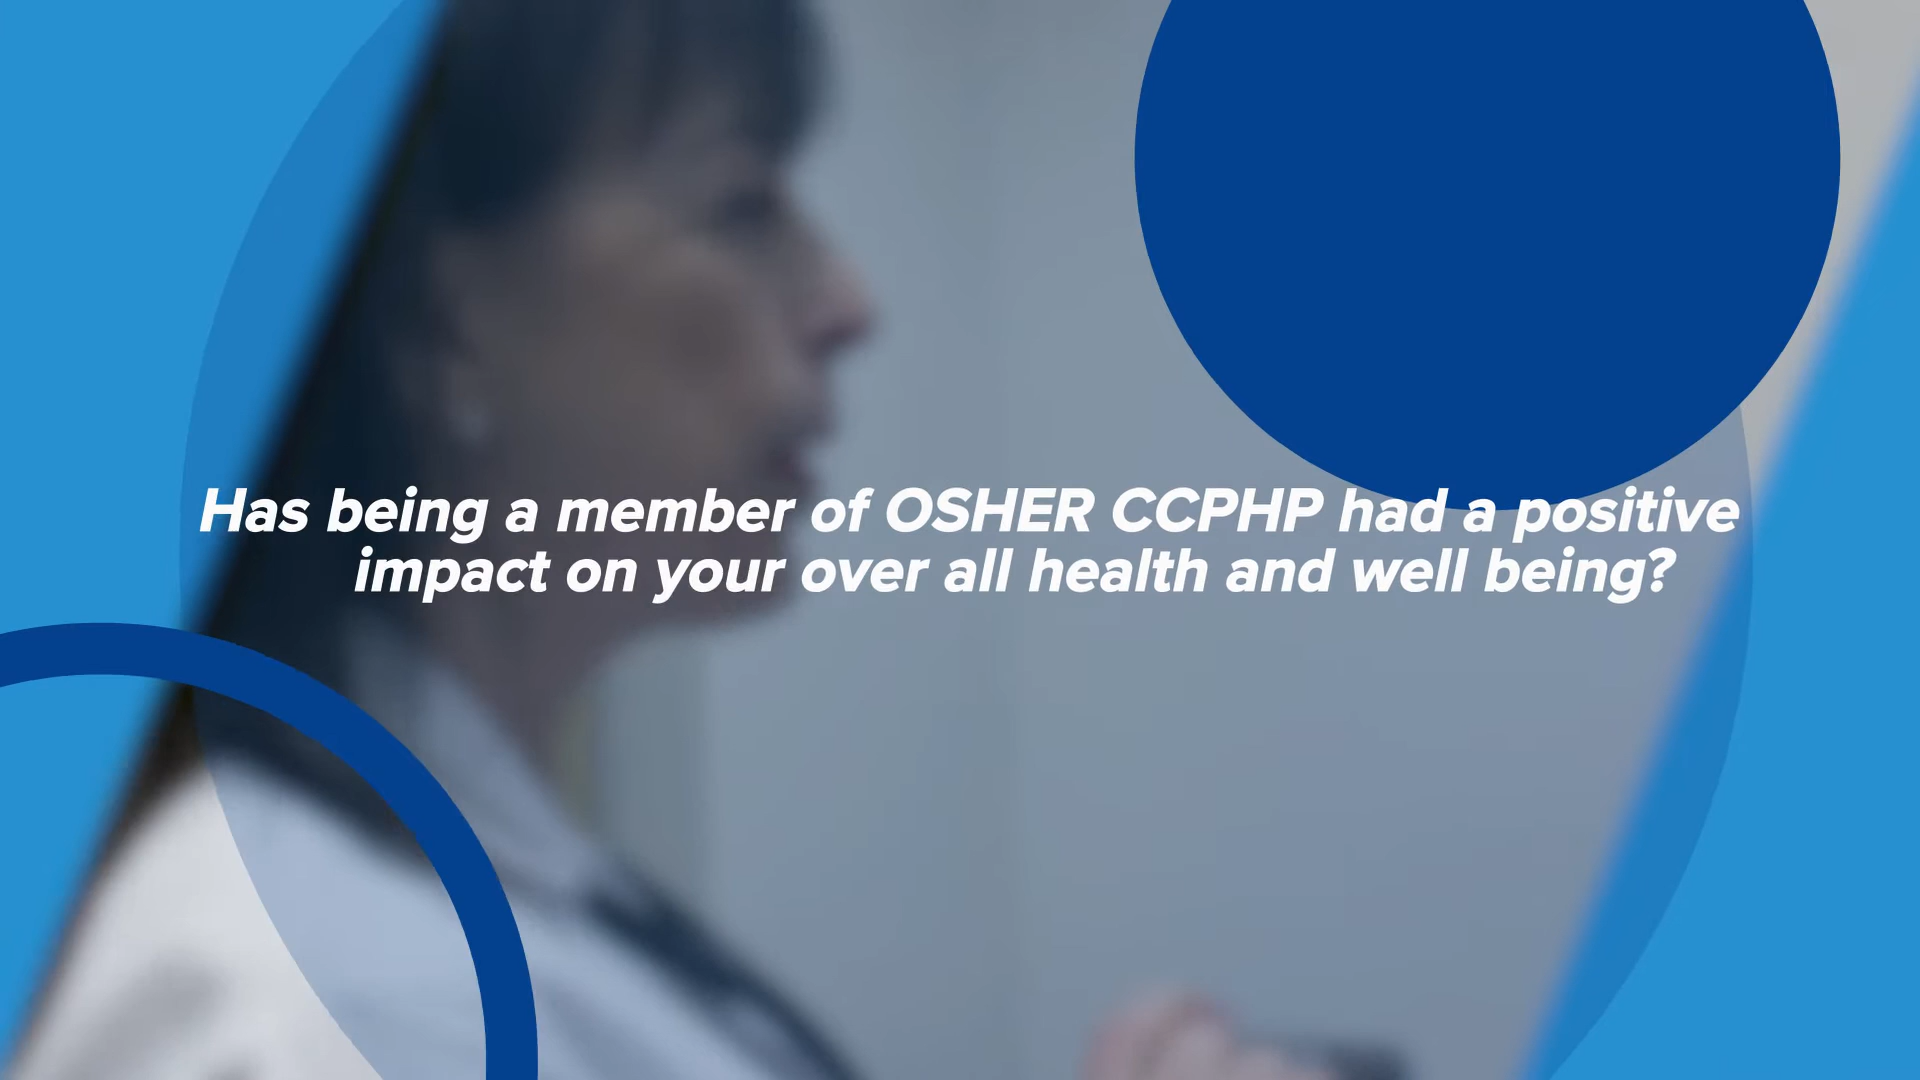 Has being a member of OSHER CCPHP had a positive
impact on your over all health and well being?